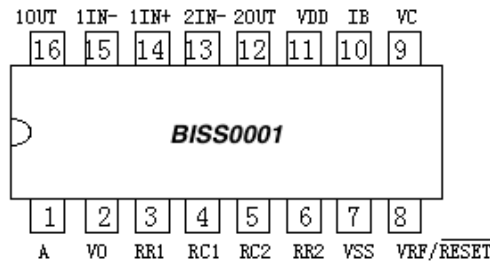 1OUT 1IN- 1IN+ 2IN- 2OUT VDD IB VC
16 15 14 13 12 11 10 9
BISS0001
1 2 3 4 5 6 7 8
A VO RR1 RC1 RC2 RR2 VSS VRF/RESET